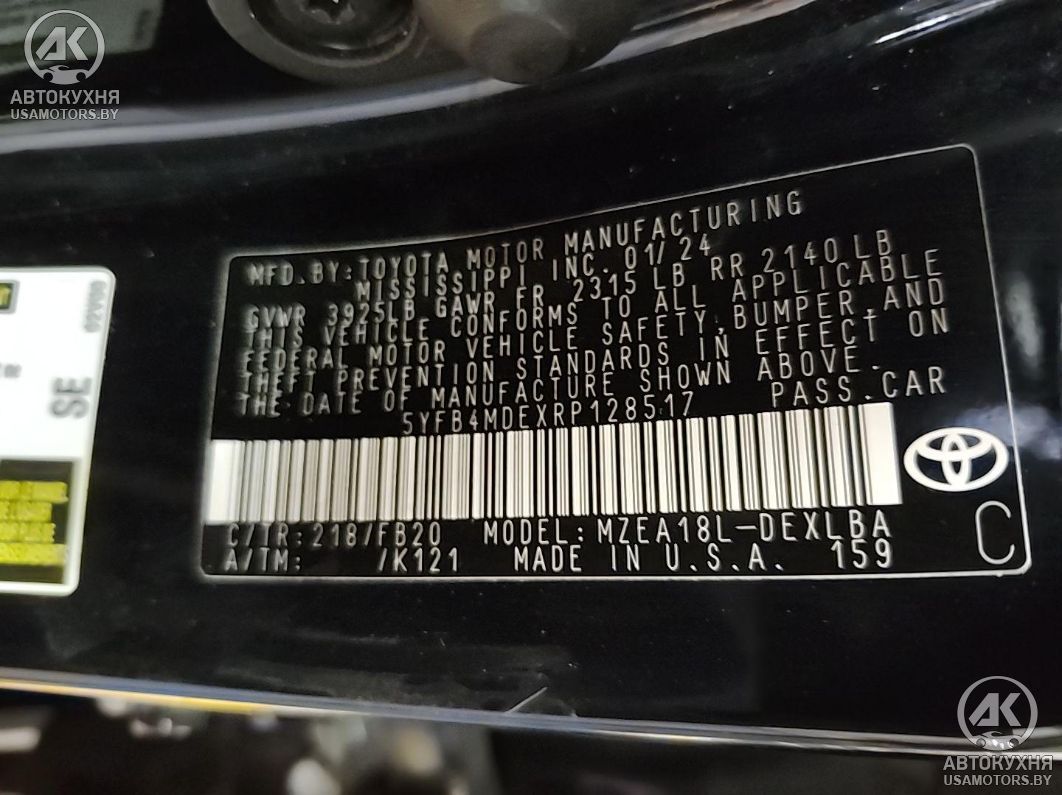 АК
АВТОКУХНЯ
USAMOTORS.BY
MFD. BY: TOYOTA MOTOR MANUFACTURING
MISSISSIPPI INC. 01/24
GVWR 3925LB GAWR FR 2315 LB RR 2140 LB
THIS VEHICLE CONFORMS TO ALL APPLICABLE
FEDERAL MOTOR VEHICLE SAFETY, BUMPER, AND
THEFT PREVENTION STANDARDS IN EFFECT ON
THE DATE OF MANUFACTURE SHOWN ABOVE.
5YFB4MDEXRP128517 PASS. CAR
C/TR: 218/FB20 MODEL: MZEA18L-DEXLBA
A/TM: /K121 MADE IN U.S.A. 159
C
SE
АК
АВТОКУХНЯ
USAMOTORS.BY